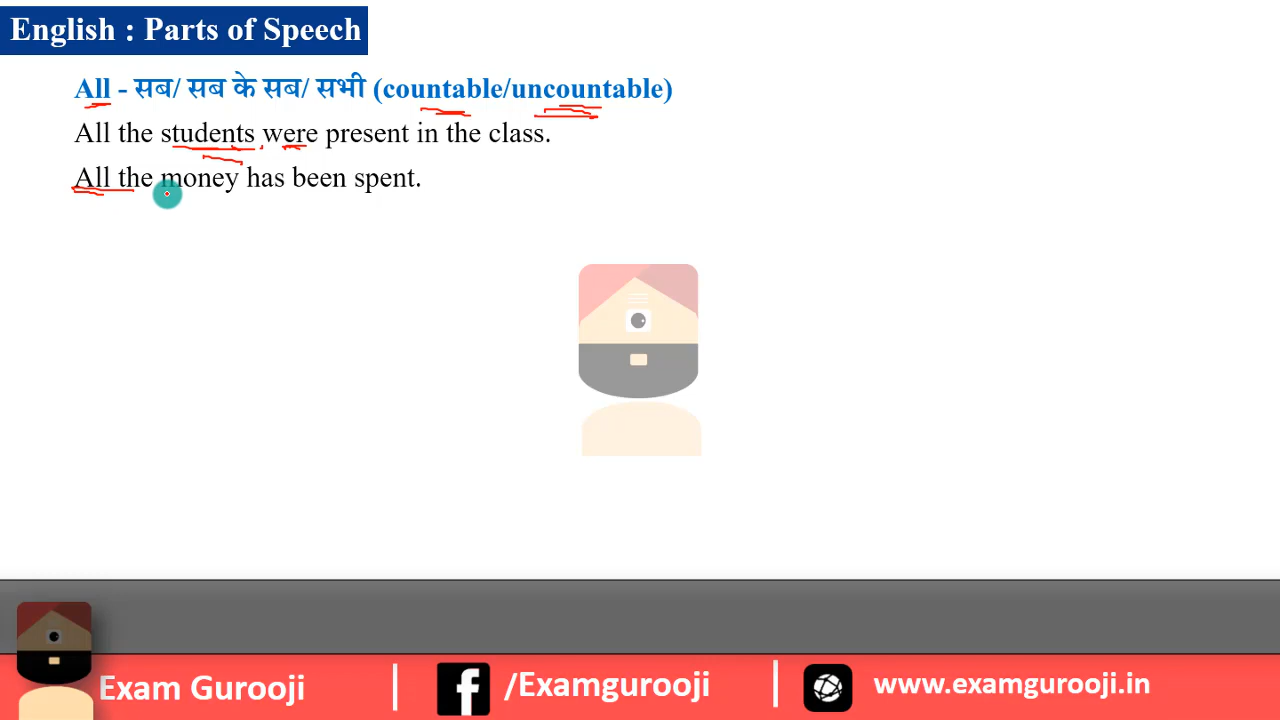 English : Parts of Speech
All - सब/ सब के सब/ सभी (countable/uncountable)
All the students were present in the class.
All the money has been spent.
Exam Gurooji
/Examgurooji
www.examgurooji.in